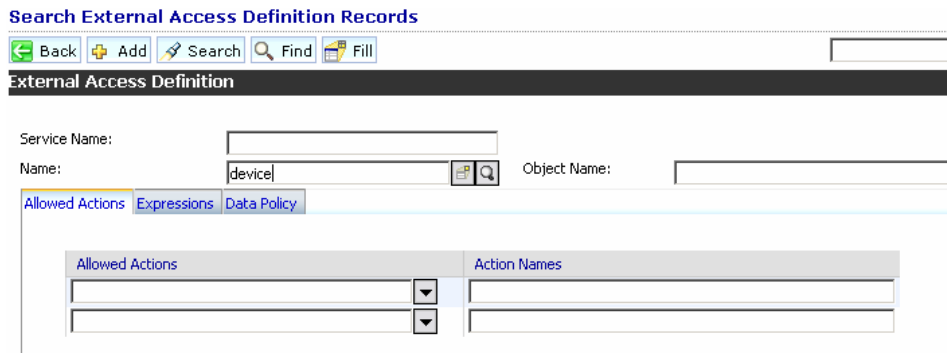 Search External Access Definition Records
Back Add Search Find Fill
External Access Definition
Service Name:
Name: device Object Name:
Allowed Actions Expressions Data Policy
Allowed Actions Action Names